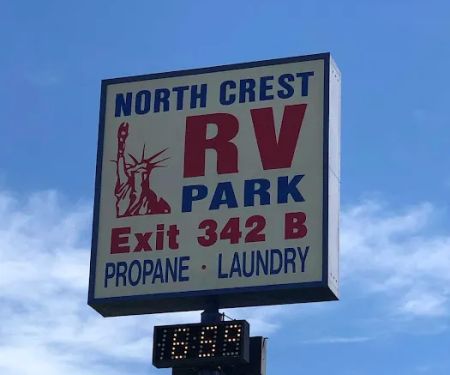 NORTH CREST
RV
PARK
Exit 342 B
PROPANE · LAUNDRY